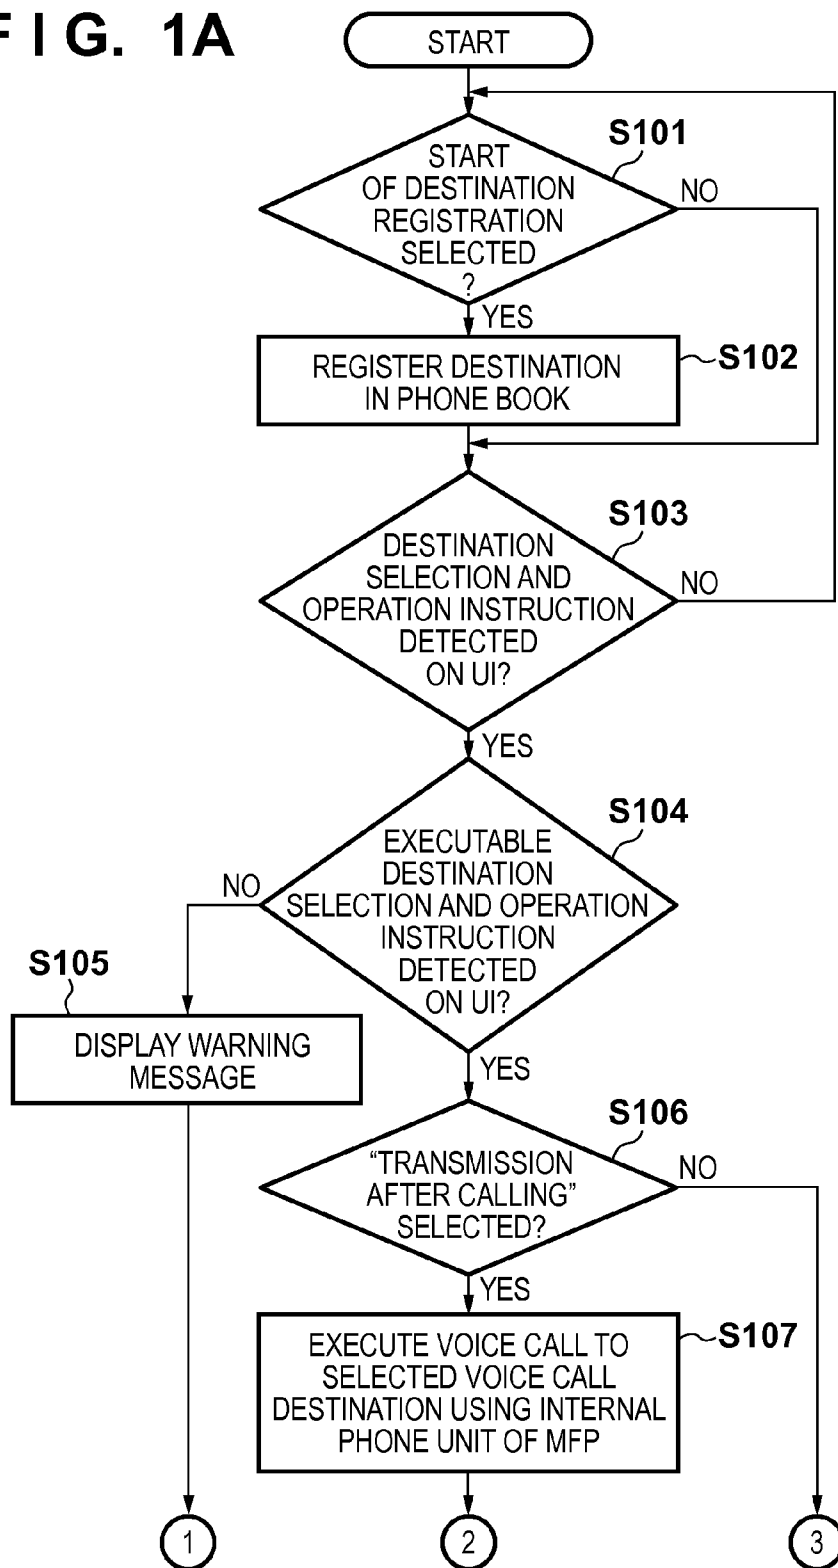 F I G. 1A
START
S101
START
OF DESTINATION
REGISTRATION
SELECTED
?
NO
YES
S102
REGISTER DESTINATION
IN PHONE BOOK
S103
DESTINATION
SELECTION AND
OPERATION INSTRUCTION
DETECTED
ON UI?
NO
YES
S104
EXECUTABLE
DESTINATION
SELECTION AND OPERATION
INSTRUCTION
DETECTED
ON UI?
NO
YES
S105
DISPLAY WARNING
MESSAGE
S106
“TRANSMISSION
AFTER CALLING”
SELECTED?
NO
YES
S107
EXECUTE VOICE CALL TO
SELECTED VOICE CALL
DESTINATION USING INTERNAL
PHONE UNIT OF MFP
1
2
3